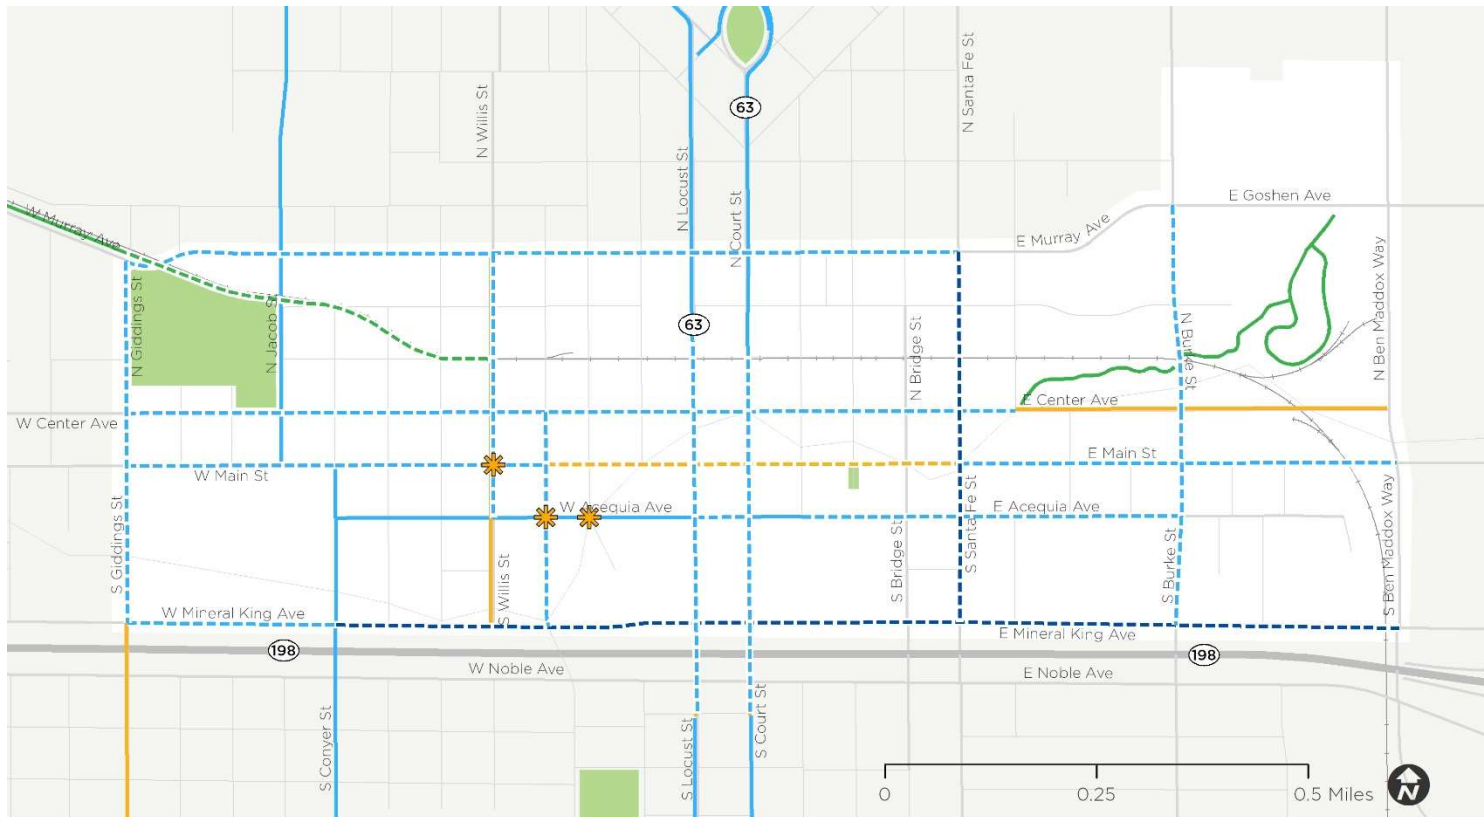 N Willis St
N Locust St
N Court St
63
N Santa Fe St
E Goshen Ave
W Murray Ave
E Murray Ave
N Giddings St
N Jacob St
63
N Bridge St
N Burke St
N Ben Maddox Way
W Center Ave
E Center Ave
W Main St
E Main St
W Acequia Ave
E Acequia Ave
S Giddings St
S Willis St
S Bridge St
S Santa Fe St
S Burke St
S Ben Maddox Way
W Mineral King Ave
E Mineral King Ave
198
198
W Noble Ave
E Noble Ave
S Conyer St
S Locust St
S Court St
0
0.25
0.5 Miles
N